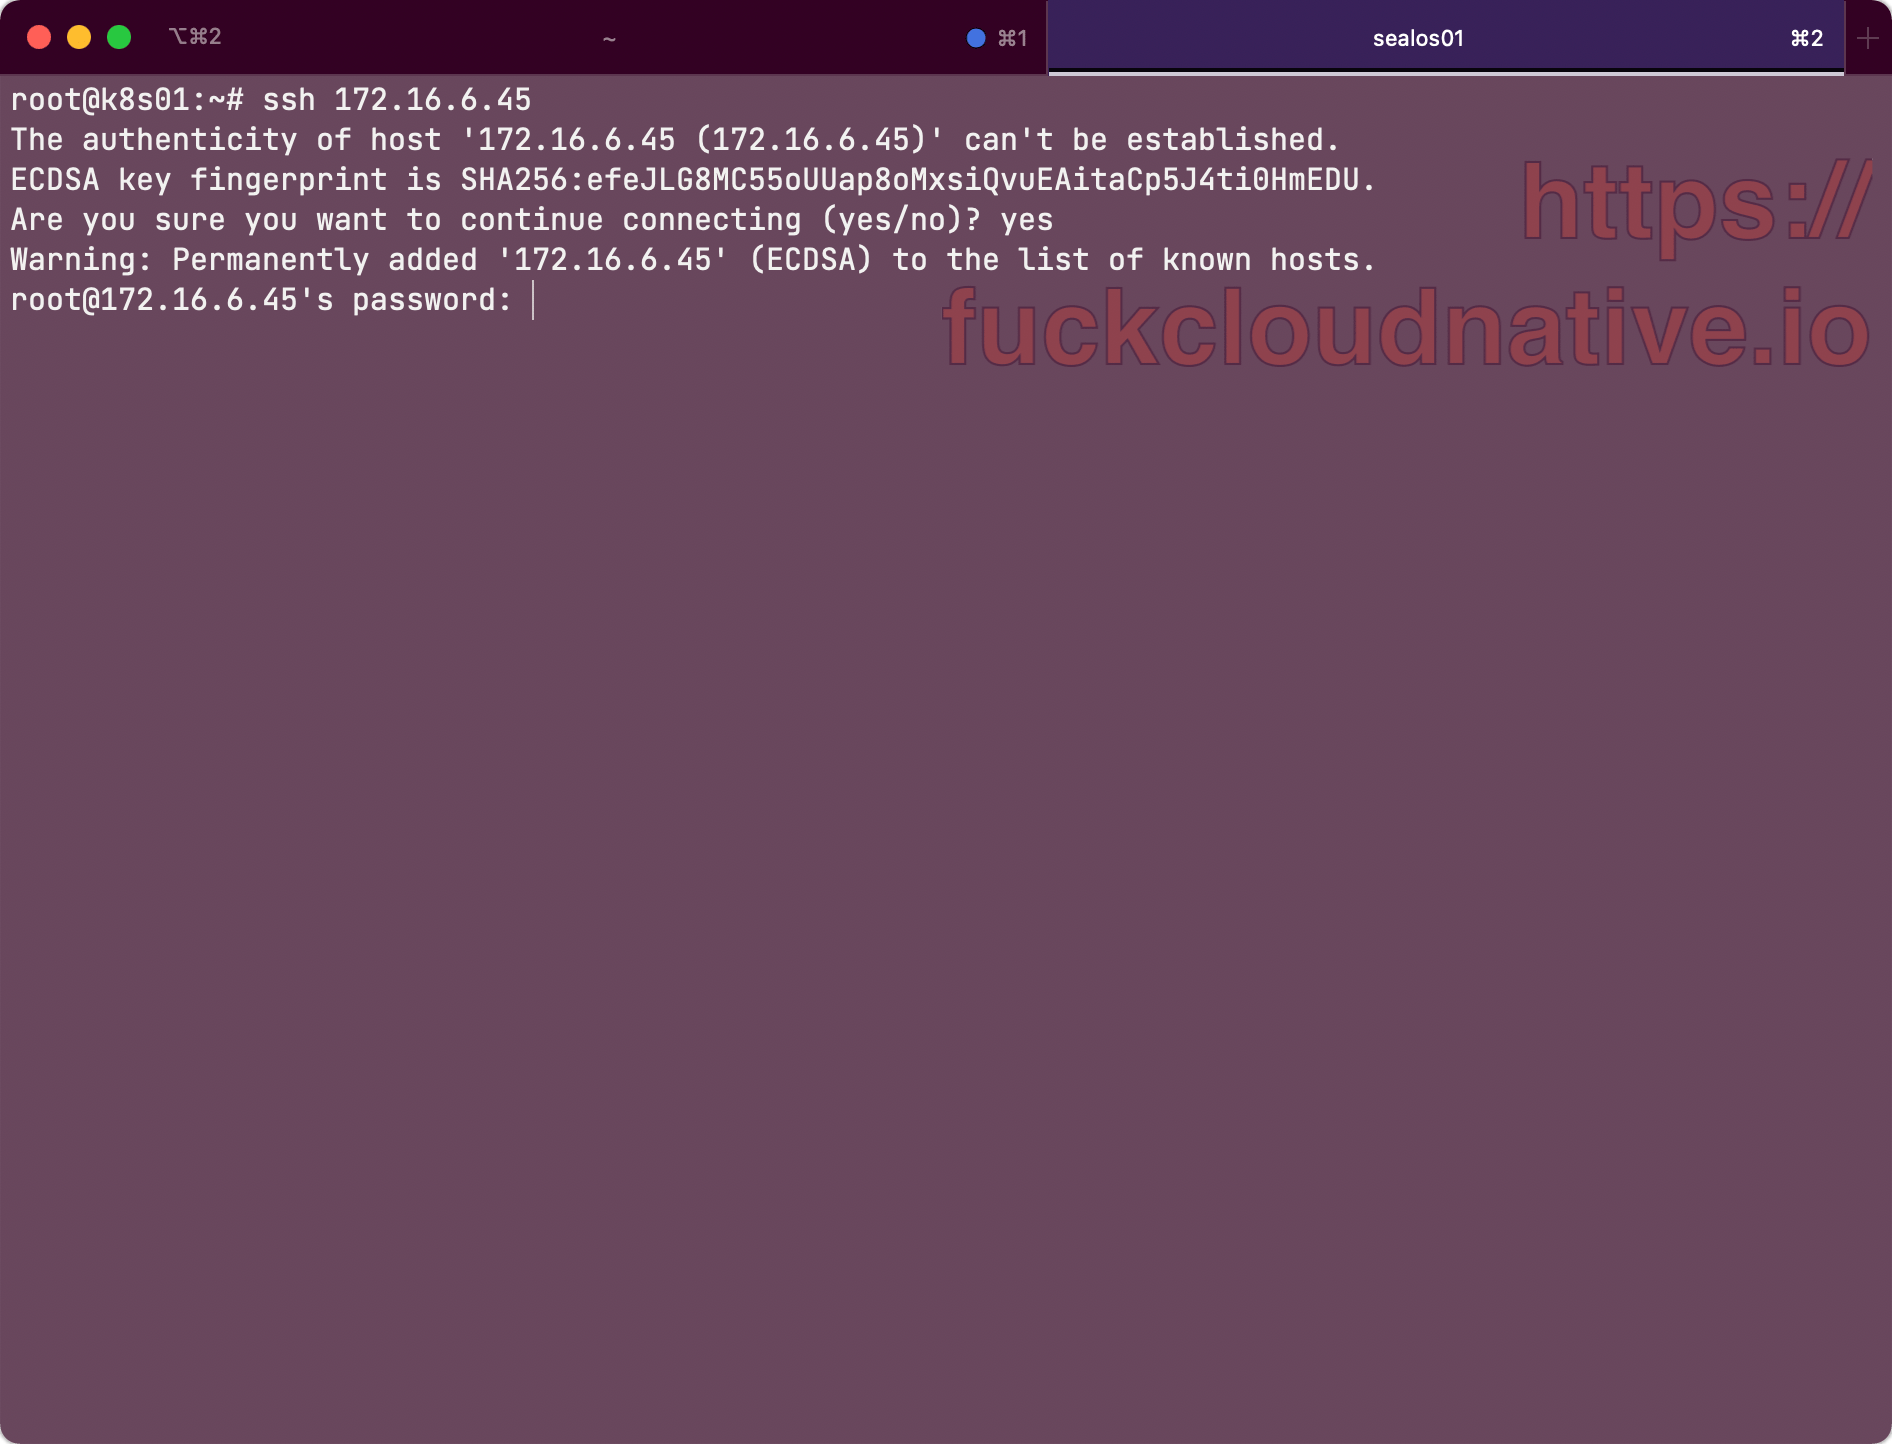 ⌥⌘2
~
⌘1
sealos01
⌘2
root@k8s01:~# ssh 172.16.6.45
The authenticity of host '172.16.6.45 (172.16.6.45)' can't be established.
ECDSA key fingerprint is SHA256:efeJLG8MC55oUUap8oMxsiQvuEAitaCp5J4ti0HmEDU.
Are you sure you want to continue connecting (yes/no)? yes
Warning: Permanently added '172.16.6.45' (ECDSA) to the list of known hosts.
root@172.16.6.45's password:
https://
fuckcloudnative.io